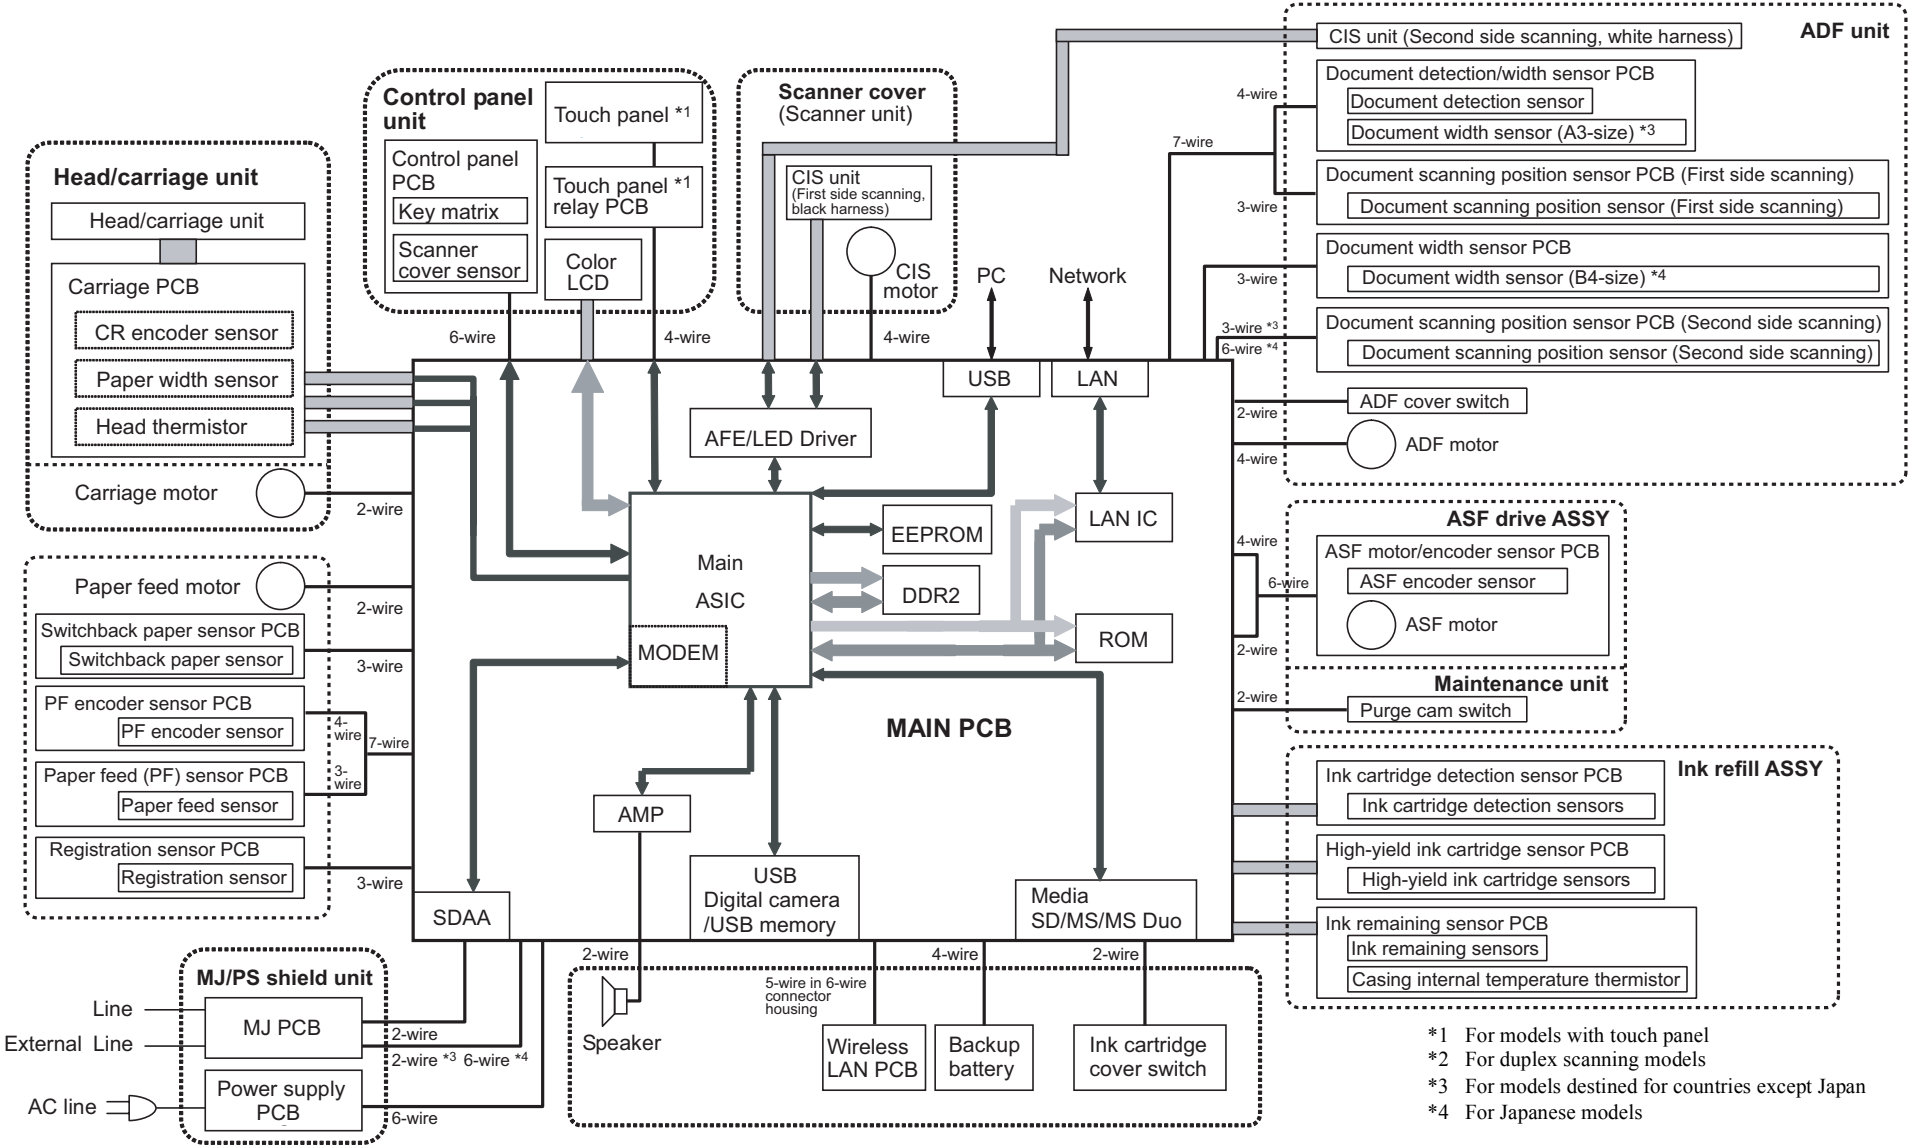 Head/carriage unit
Head/carriage unit
Carriage PCB
CR encoder sensor
Paper width sensor
Head thermistor
Carriage motor
2-wire
Paper feed motor
2-wire
Switchback paper sensor PCB
Switchback paper sensor
3-wire
PF encoder sensor PCB
PF encoder sensor
4-
wire
7-wire
Paper feed (PF) sensor PCB
Paper feed sensor
3-
wire
Registration sensor PCB
Registration sensor
3-wire
MJ/PS shield unit
Line
External Line
MJ PCB
2-wire
2-wire *3 6-wire *4
AC line
Power supply
PCB
6-wire
Control panel
unit
Control panel
PCB
Key matrix
Scanner
cover sensor
Touch panel *1
Touch panel *1
relay PCB
Color
LCD
6-wire
4-wire
Scanner cover
(Scanner unit)
CIS unit
(First side scanning,
black harness)
CIS
motor
4-wire
PC
Network
USB
LAN
AFE/LED Driver
Main
ASIC
MODEM
EEPROM
DDR2
LAN IC
ROM
MAIN PCB
AMP
SDAA
USB
Digital camera
/USB memory
Media
SD/MS/MS Duo
2-wire
Speaker
5-wire in 6-wire
connector
housing
Wireless
LAN PCB
4-wire
Backup
battery
2-wire
Ink cartridge
cover switch
ADF unit
CIS unit (Second side scanning, white harness)
Document detection/width sensor PCB
Document detection sensor
Document width sensor (A3-size) *3
4-wire
7-wire
Document scanning position sensor PCB (First side scanning)
Document scanning position sensor (First side scanning)
3-wire
Document width sensor PCB
Document width sensor (B4-size) *4
3-wire
Document scanning position sensor PCB (Second side scanning)
Document scanning position sensor (Second side scanning)
3-wire *3
6-wire *4
ADF cover switch
2-wire
ADF motor
4-wire
ASF drive ASSY
ASF motor/encoder sensor PCB
ASF encoder sensor
ASF motor
4-wire
6-wire
2-wire
Maintenance unit
Purge cam switch
2-wire
Ink refill ASSY
Ink cartridge detection sensor PCB
Ink cartridge detection sensors
High-yield ink cartridge sensor PCB
High-yield ink cartridge sensors
Ink remaining sensor PCB
Ink remaining sensors
Casing internal temperature thermistor
*1 For models with touch panel
*2 For duplex scanning models
*3 For models destined for countries except Japan
*4 For Japanese models